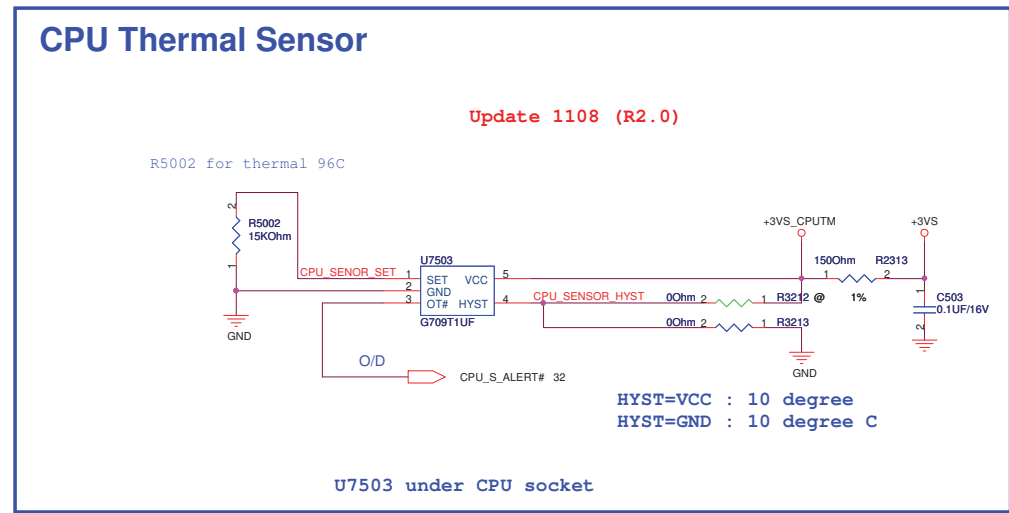 CPU Thermal Sensor
Update 1108 (R2.0)
R5002 for thermal 96C
2
R5002
15KOhm
1
GND
CPU_SENOR_SET
U7503
1 SET VCC 5
2 GND
3 OT# HYST 4
G709T1UF
CPU_SENSOR_HYST
+3VS_CPUTM
+3VS
150Ohm R2313
1 2
1%
0Ohm 2 1 R3212 @
0Ohm 2 1 R3213
GND
1
C503
0.1UF/16V
2
O/D
CPU_S_ALERT# 32
HYST=VCC : 10 degree
HYST=GND : 10 degree C
U7503 under CPU socket